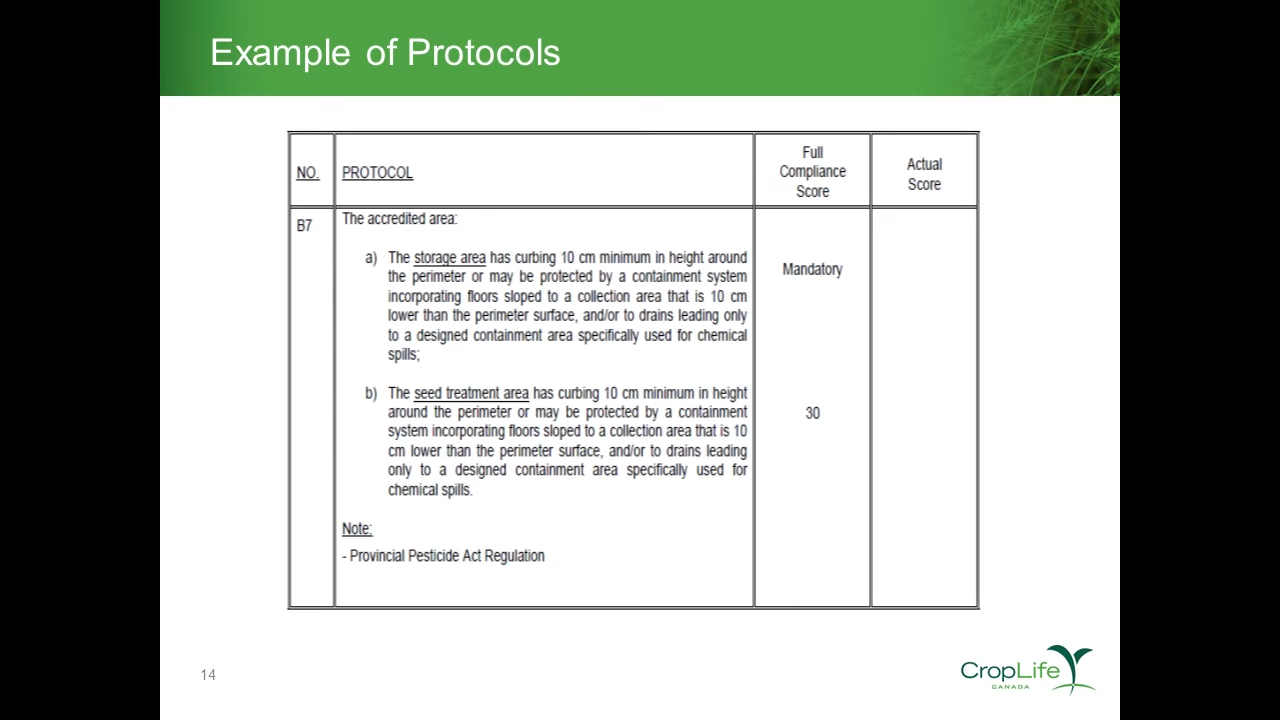 Example of Protocols
NO.
PROTOCOL
Full
Compliance
Score
Actual
Score
B7
The accredited area:
a) The storage area has curbing 10 cm minimum in height around
the perimeter or may be protected by a containment system
incorporating floors sloped to a collection area that is 10 cm
lower than the perimeter surface, and/or to drains leading only
to a designed containment area specifically used for chemical
spills;
Mandatory
b) The seed treatment area has curbing 10 cm minimum in height
around the perimeter or may be protected by a containment
system incorporating floors sloped to a collection area that is 10
cm lower than the perimeter surface, and/or to drains leading
only to a designed containment area specifically used for
chemical spills.
30
Note:
- Provincial Pesticide Act Regulation
14
CropLife
CANADA